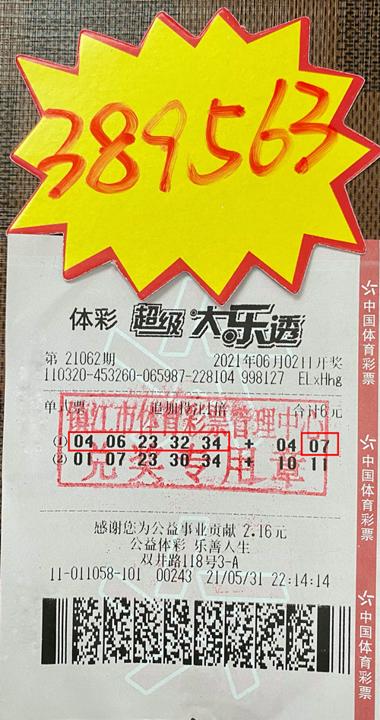 389563
体彩 超级大乐透
第 21062期 2021年06月02日开奖
110320-453260-065987-228104 998127 ELxHhg
单式票 追加投注1倍 合计6元
镇江市体育彩票管理中心
① 04 06 23 32 34 + 04 07
② 01 07 23 30 34 + 10 11
兑奖专用章
感谢您为公益事业贡献 2.16元
公益体彩 乐善人生
双井路118号3-A
11-011058-101 00243 21/05/31 22:14:14
中国体育彩票
中国体育彩票
中国体育彩票